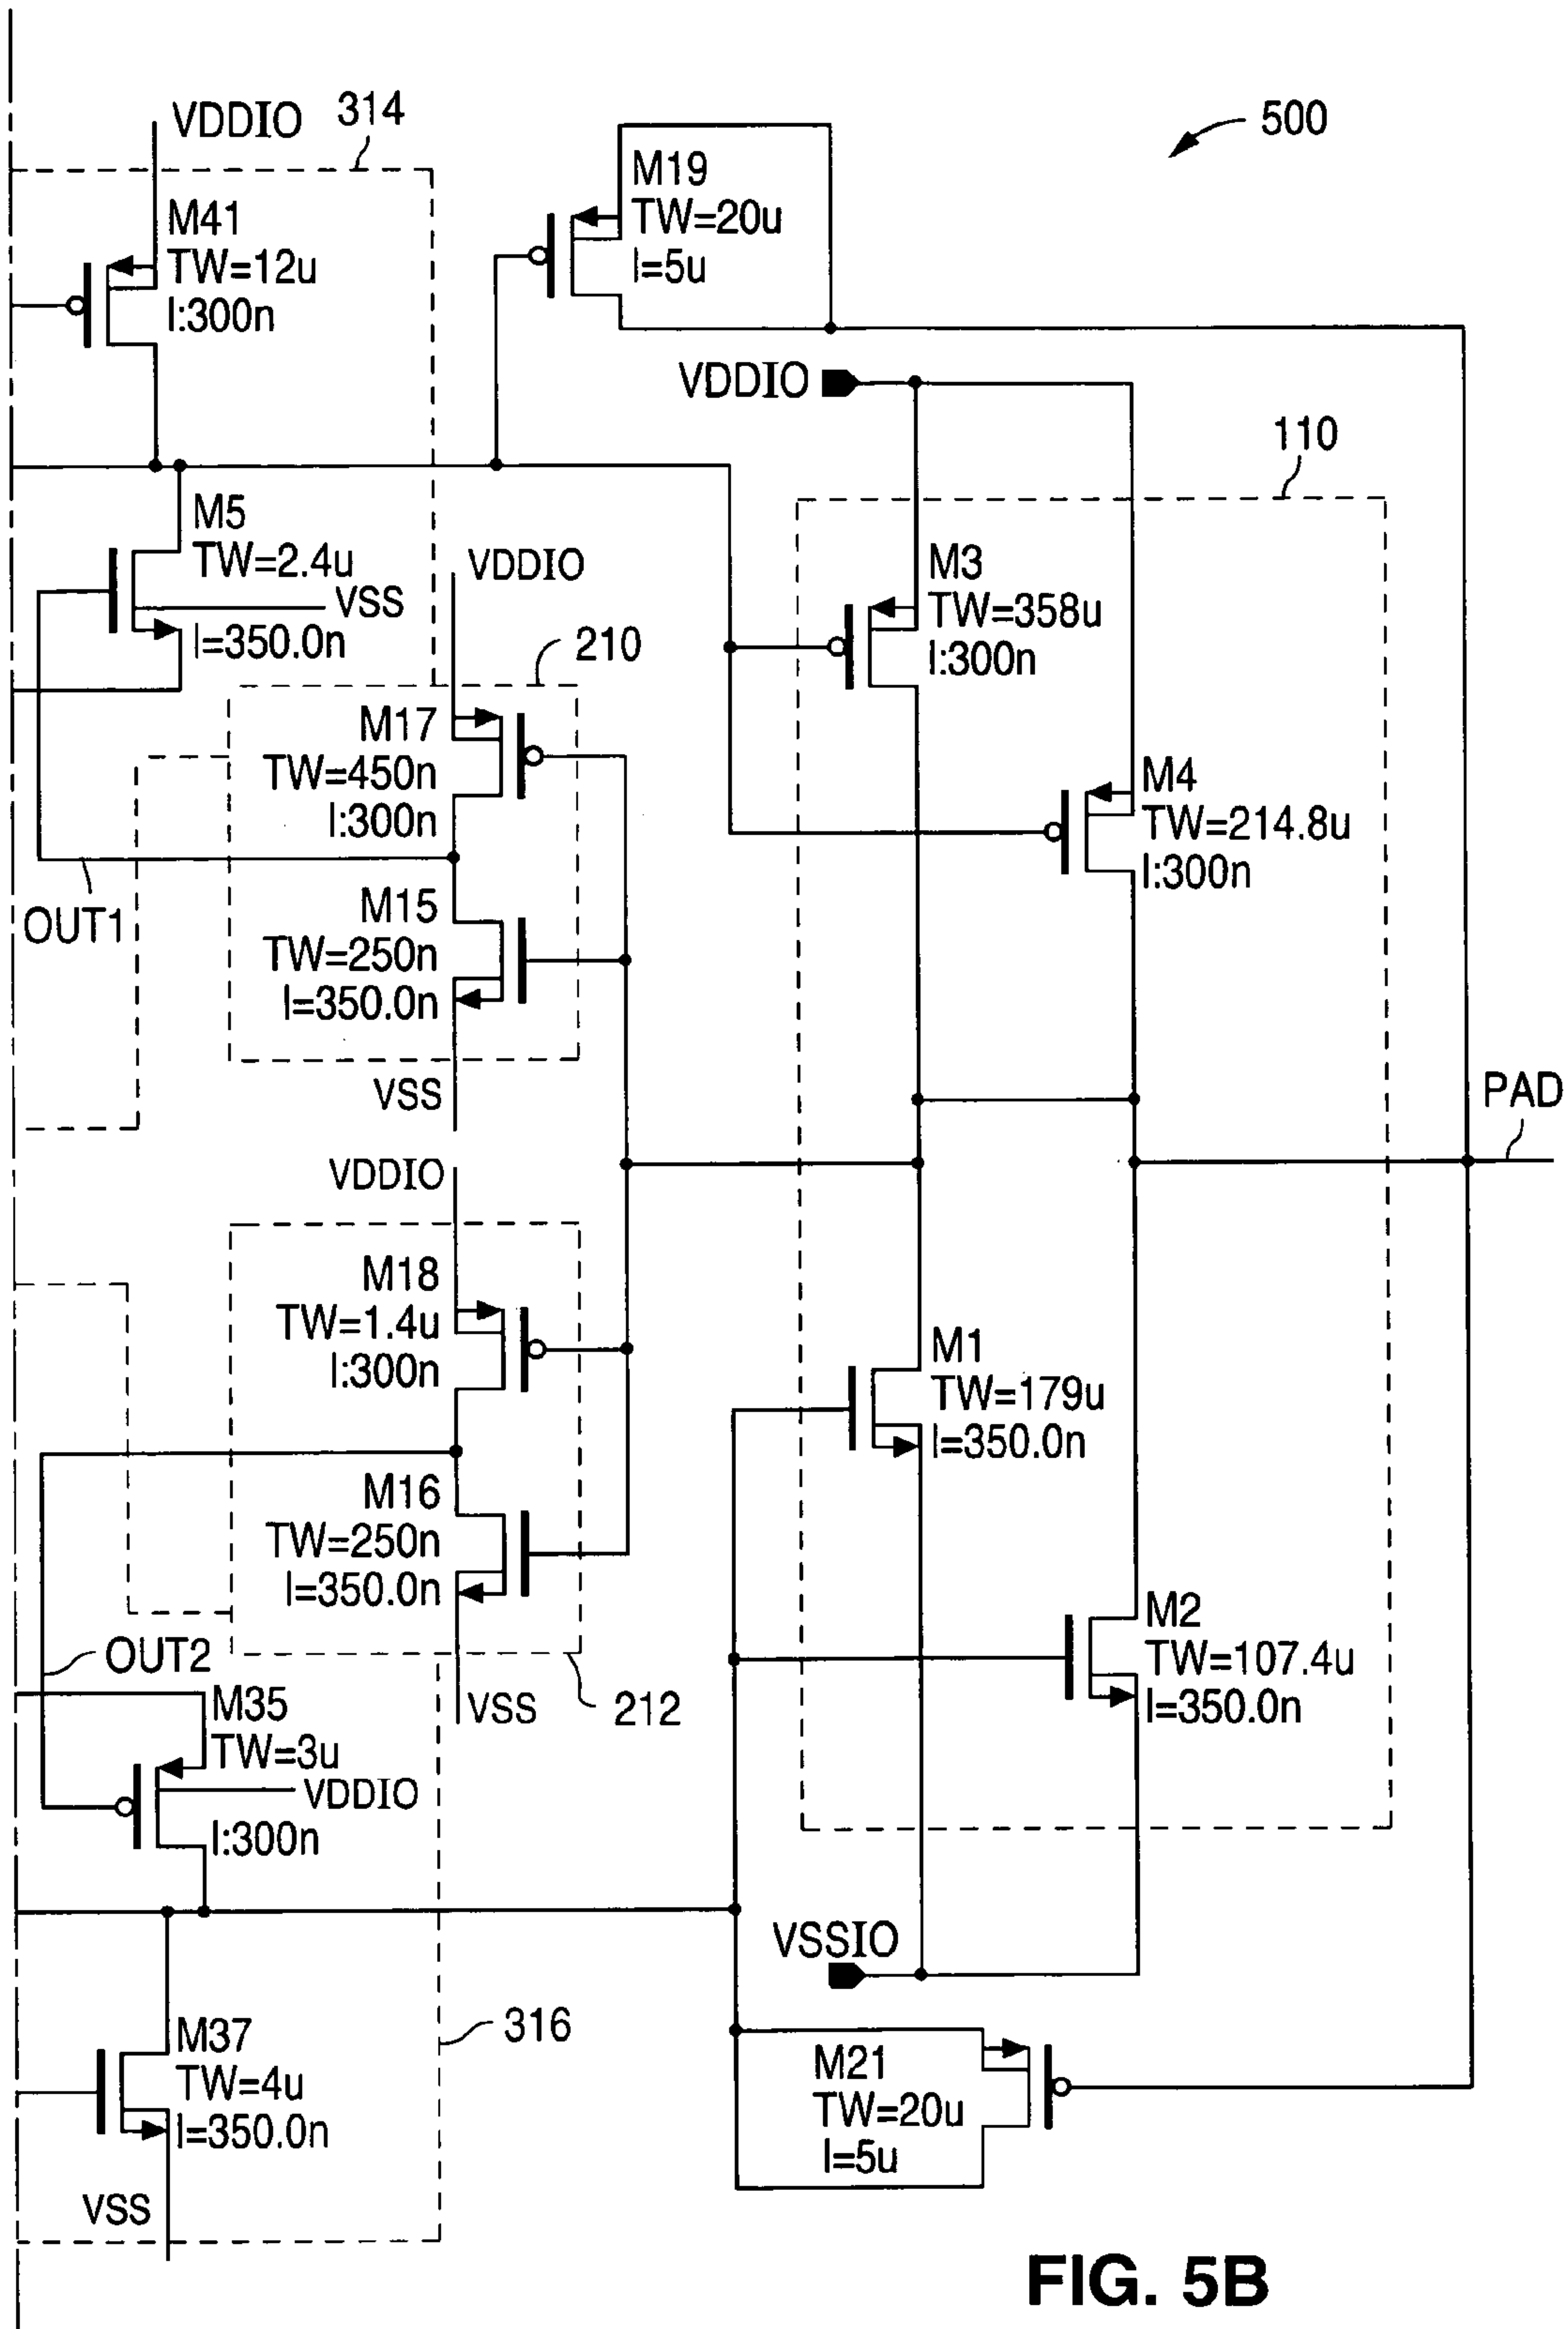 VDDIO
314
500
M41
TW=12u
l:300n
M19
TW=20u
l=5u
VDDIO
110
M5
TW=2.4u
VSS
l=350.0n
VDDIO
210
M3
TW=358u
l:300n
M17
TW=450n
l:300n
M4
TW=214.8u
l:300n
OUT1
M15
TW=250n
l=350.0n
VSS
PAD
VDDIO
M18
TW=1.4u
l:300n
M1
TW=179u
l=350.0n
M16
TW=250n
l=350.0n
OUT2
VSS
212
M2
TW=107.4u
l=350.0n
M35
TW=3u
VDDIO
l:300n
VSSIO
M37
TW=4u
l=350.0n
316
M21
TW=20u
l=5u
VSS
FIG. 5B